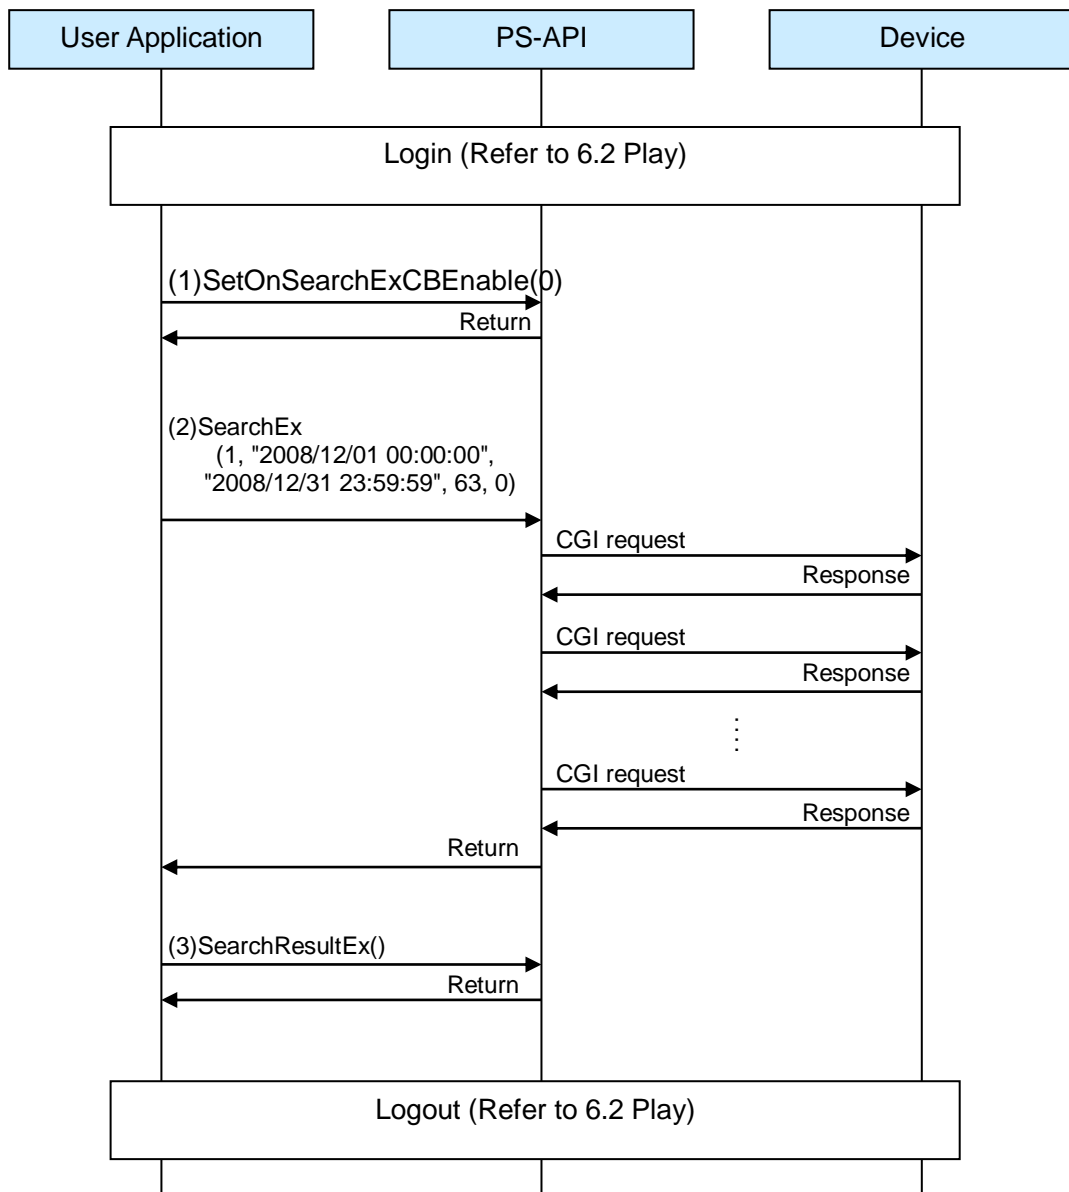 User Application
PS-API
Device
Login (Refer to 6.2 Play)
(1)SetOnSearchExCBEnable(0)
Return
(2)SearchEx
(1, "2008/12/01 00:00:00",
"2008/12/31 23:59:59", 63, 0)
CGI request
Response
CGI request
Response
CGI request
Response
Return
(3)SearchResultEx()
Return
Logout (Refer to 6.2 Play)